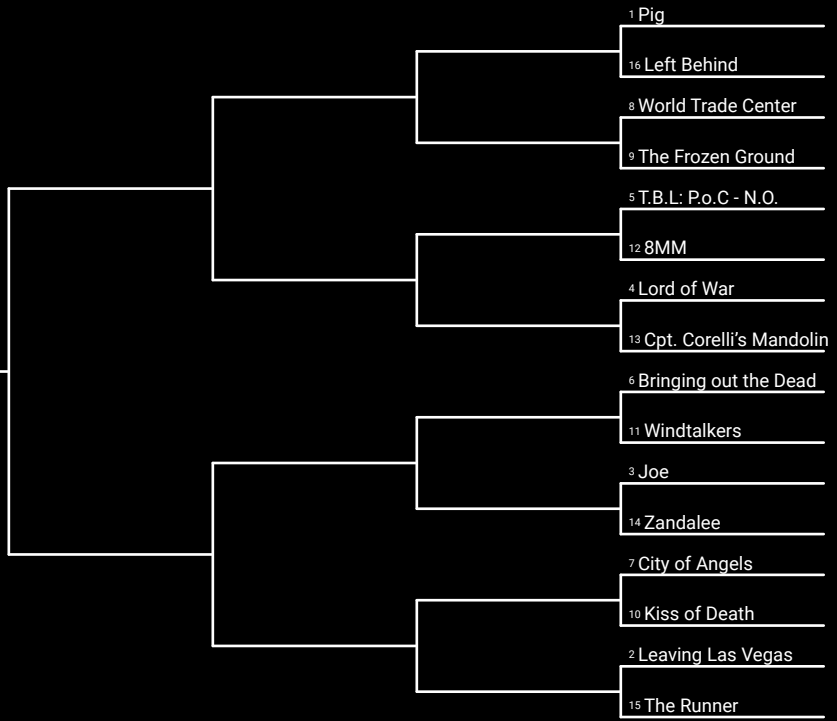 1 Pig
16 Left Behind
8 World Trade Center
9 The Frozen Ground
5 T.B.L: P.o.C - N.O.
12 8MM
4 Lord of War
13 Cpt. Corelli's Mandolin
6 Bringing out the Dead
11 Windtalkers
3 Joe
14 Zandalee
7 City of Angels
10 Kiss of Death
2 Leaving Las Vegas
15 The Runner